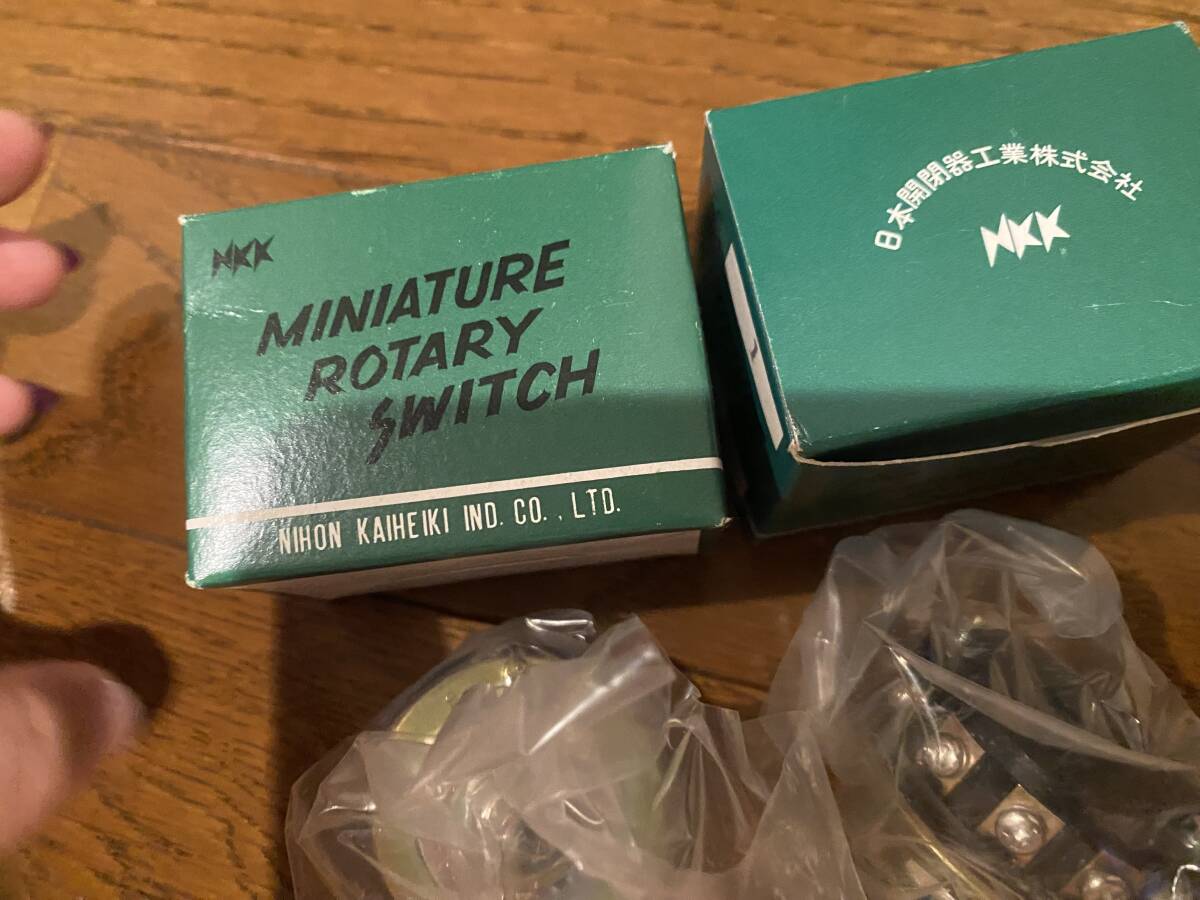 NKK
MINIATURE
ROTARY
SWITCH
NIHON KAIHEIKI IND. CO., LTD.
日本開閉器工業株式会社
NKK